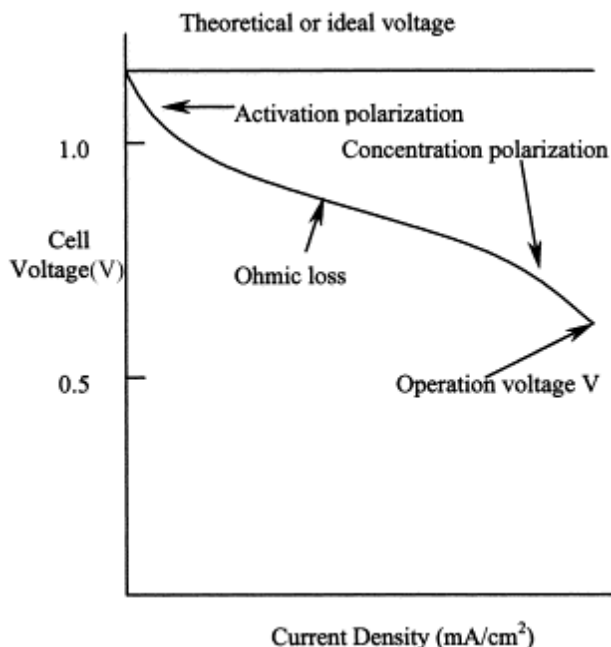 Theoretical or ideal voltage
Activation polarization
1.0
Concentration polarization
Cell
Voltage(V)
Ohmic loss
0.5
Operation voltage V
Current Density (mA/cm²)